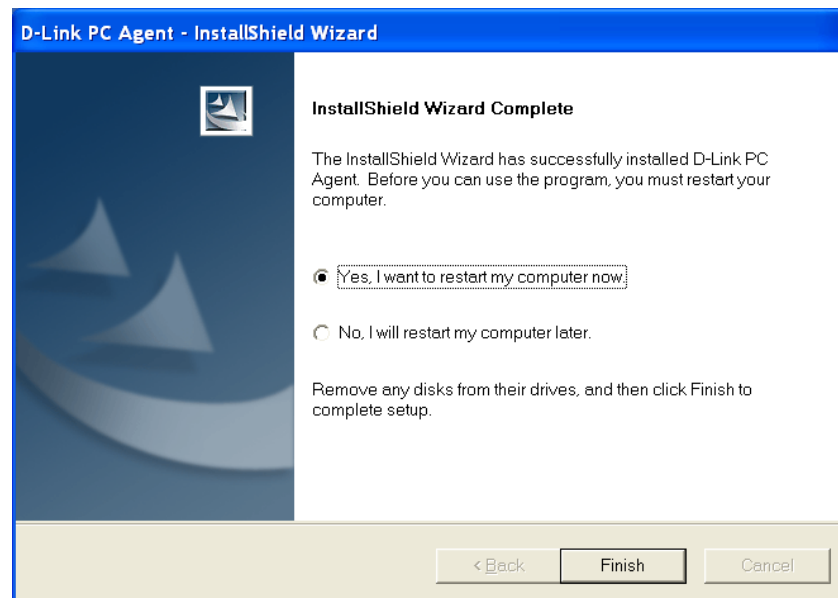 D-Link PC Agent - InstallShield Wizard
InstallShield Wizard Complete
The InstallShield Wizard has successfully installed D-Link PC
Agent.  Before you can use the program, you must restart your
computer.
Yes, I want to restart my computer now.
No, I will restart my computer later.
Remove any disks from their drives, and then click Finish to
complete setup.
< Back
Finish
Cancel